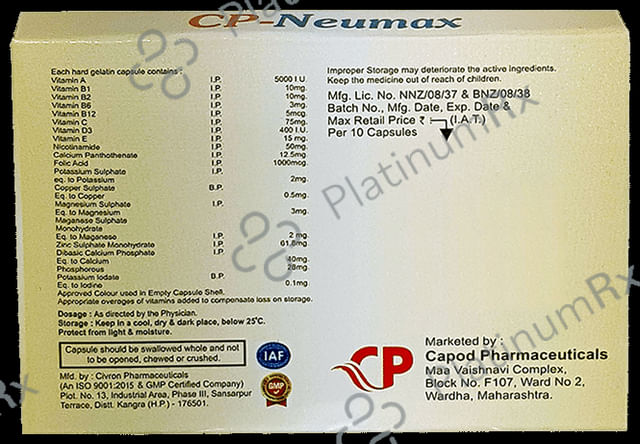 CP-Neumax
Each hard gelatin capsule contains :
Vitamin A I.P. 5000 I.U.
Vitamin B1 I.P. 10mg.
Vitamin B2 I.P. 10mg.
Vitamin B6 I.P. 3mg.
Vitamin B12 I.P. 5mcg
Vitamin C I.P. 75mg.
Vitamin D3 I.P. 400 I.U.
Vitamin E I.P. 15 mg.
Nicotinamide I.P. 50mg
Calcium Panthothenate I.P. 12.5mg
Folic Acid I.P. 1000mcg.
Potassium Sulphate I.P.
eq. to Potassium 2mg.
Copper Sulphate B.P.
Eq. to Copper 0.5mg.
Magnesium Sulphate I.P.
Eq. to Magnesium 3mg.
Maganese Sulphate
Monohydrate
Eq. to Maganese I.P. 2 mg
Zinc Sulphate Monohydrate I.P. 61.8mg.
Dibasic Calcium Phosphate I.P.
Eq. to Calcium 40mg
Phosphorous 28mg.
Potassium Iodate B.P.
Eq. to Iodine 0.1mg
Approved Colour used in Empty Capsule Shell.
Appropriate overages of vitamins added to compensate loss on storage.
Dosage : As directed by the Physician.
Storage : Keep in a cool, dry & dark place, below 25°C.
Protect from light & moisture.
Capsule should be swallowed whole and not
to be opened, chewed or crushed.
IAF
GMP
Mfd. by : Civron Pharmaceuticals
(An ISO 9001:2015 & GMP Certified Company)
Plot. No. 13, Industrial Area, Phase III, Sansarpur
Terrace, Distt. Kangra (H.P.) - 176501.
Improper Storage may deteriorate the active ingredients.
Keep the medicine out of reach of children.
Mfg. Lic. No. NNZ/08/37 & BNZ/08/38
Batch No., Mfg. Date, Exp. Date &
Max Retail Price ₹ (I.A.T.)
Per 10 Capsules
CP
Marketed by :
Capod Pharmaceuticals
Maa Vaishnavi Complex,
Block No. F107, Ward No 2,
Wardha, Maharashtra.
PlatinumRx
PlatinumRx